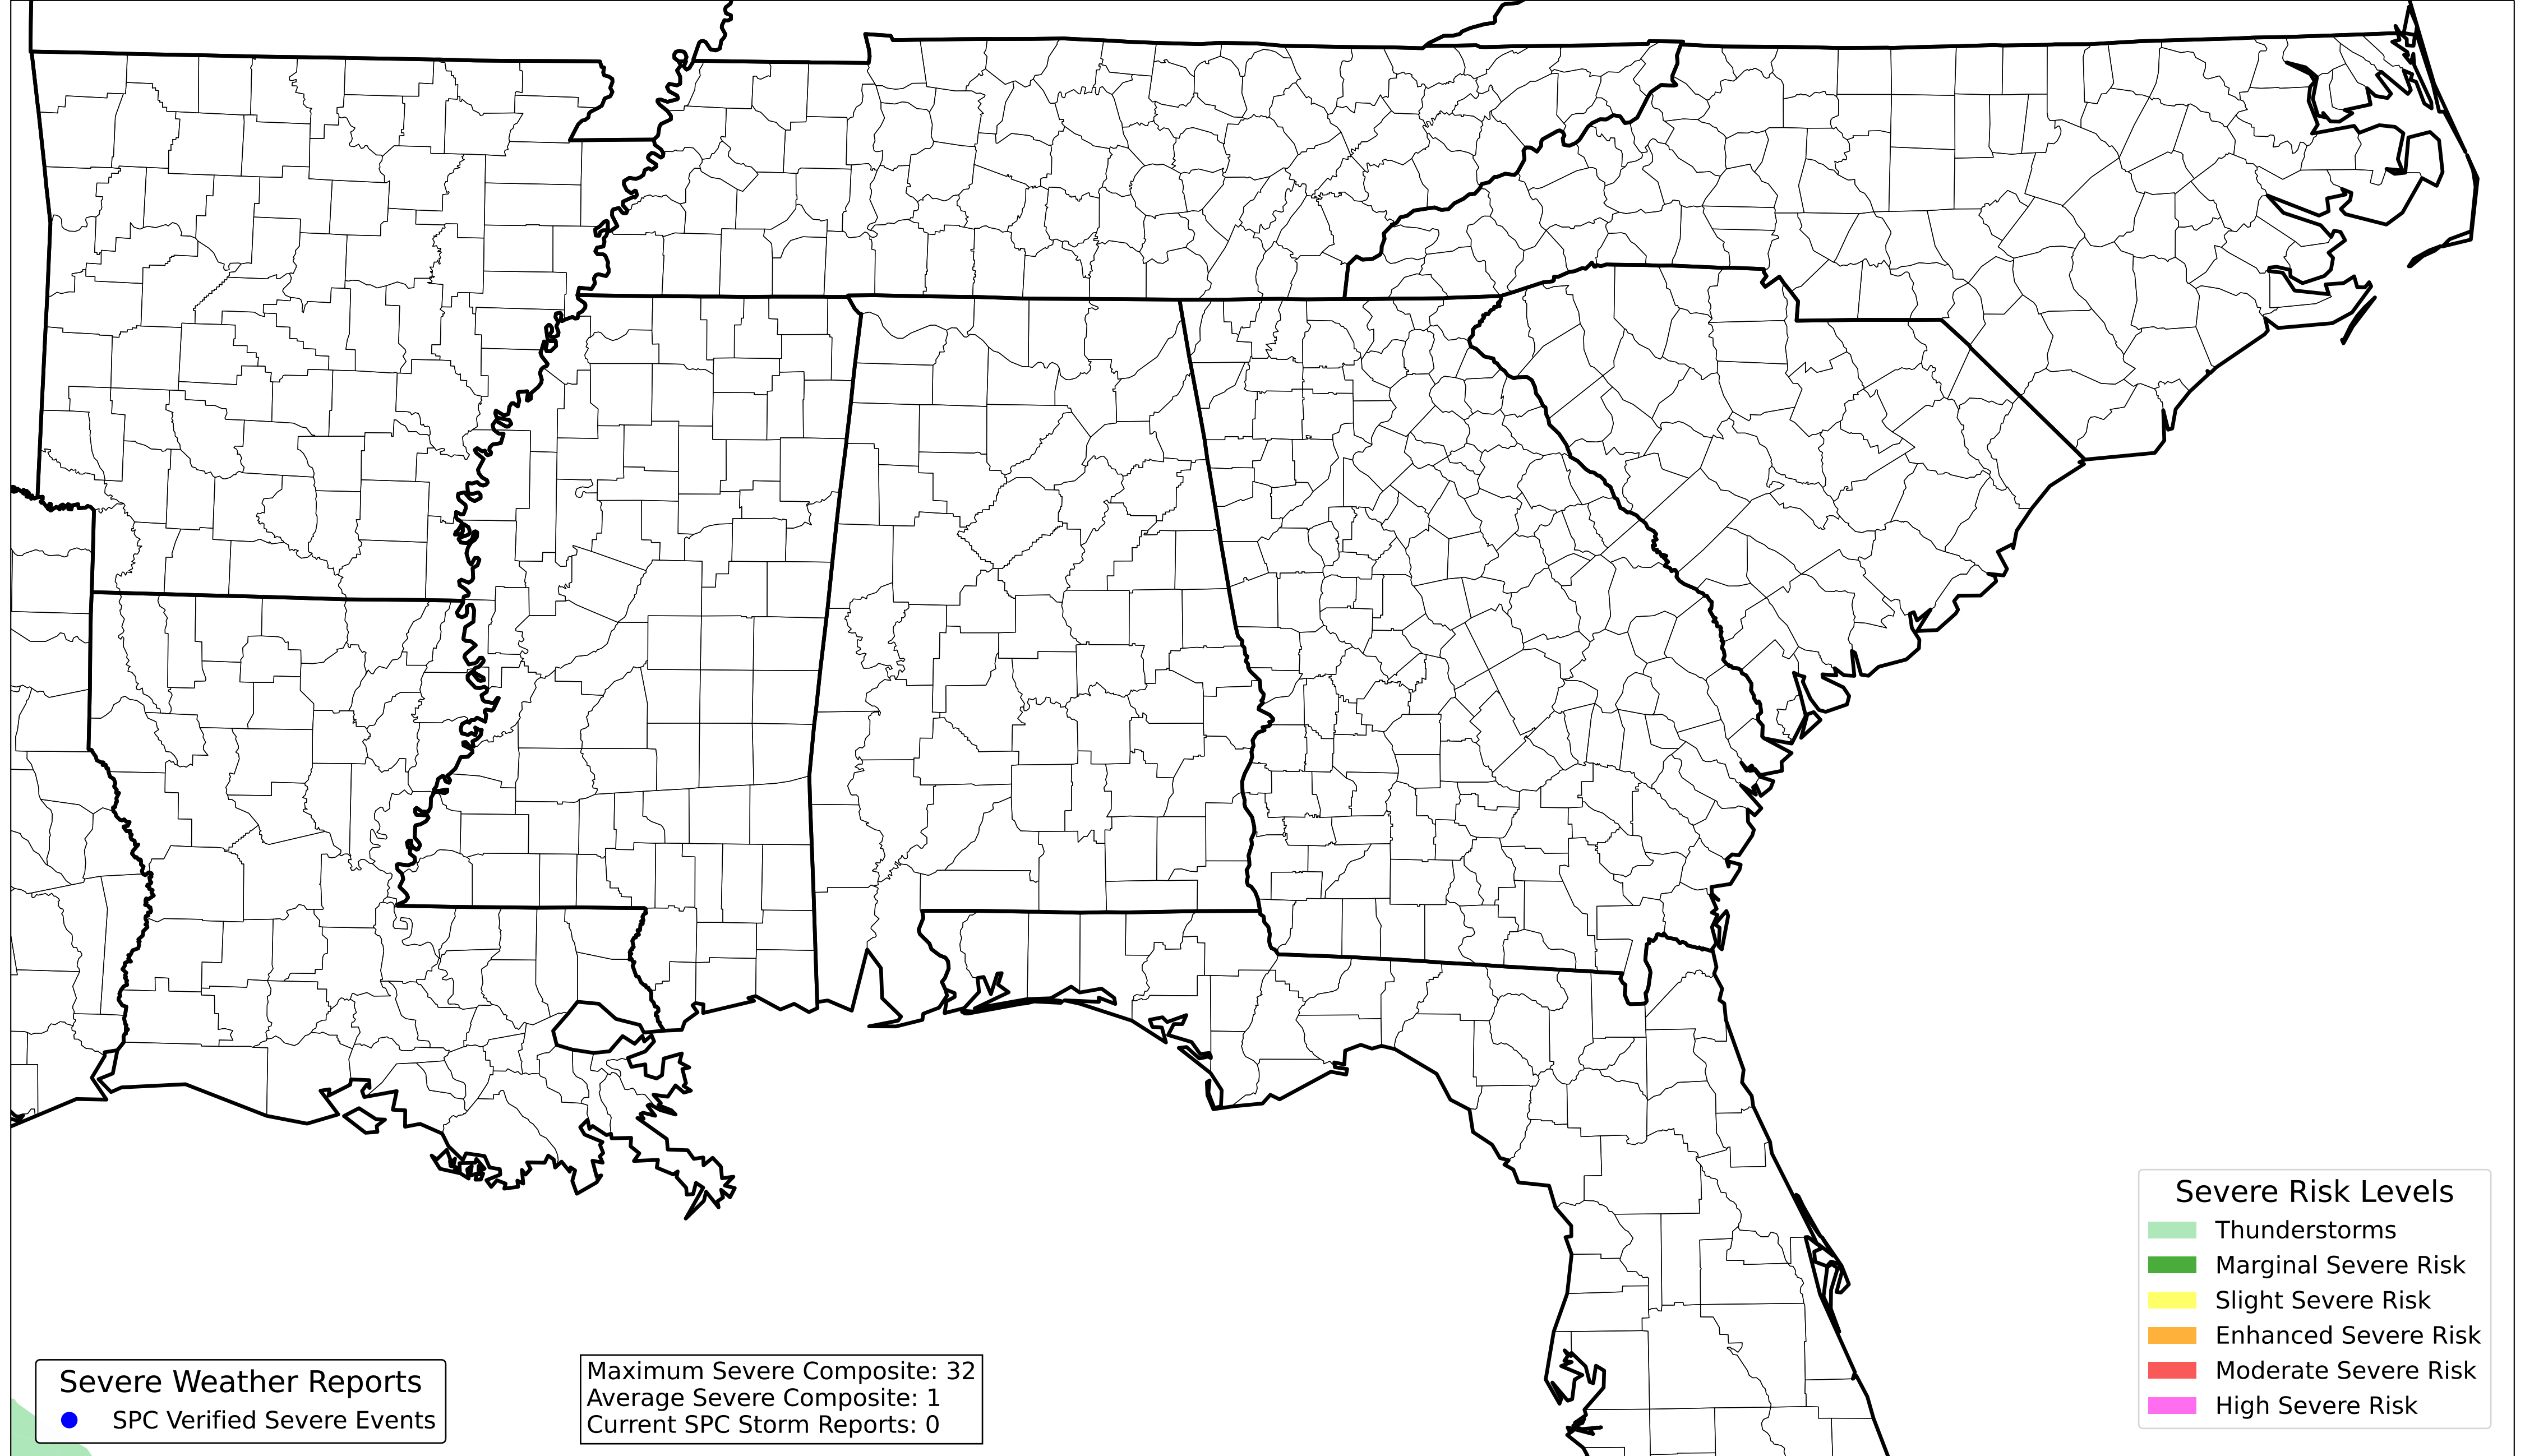 Severe Weather Reports
SPC Verified Severe Events
Maximum Severe Composite: 32
Average Severe Composite: 1
Current SPC Storm Reports: 0
Severe Risk Levels
Thunderstorms
Marginal Severe Risk
Slight Severe Risk
Enhanced Severe Risk
Moderate Severe Risk
High Severe Risk